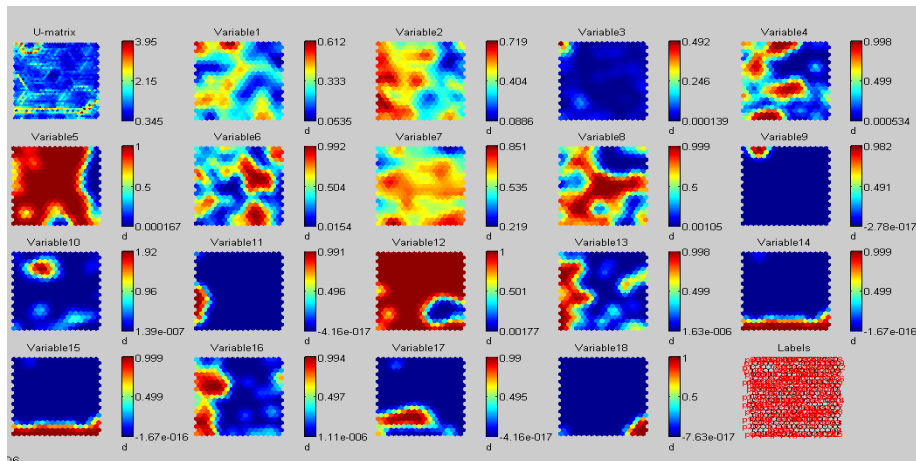 U-matrix Variable1 Variable2 Variable3 Variable4
3.95 0.612 0.719 0.492 0.998
2.15 0.333 0.404 0.246 0.499
0.345 0.0535 0.0886 0.000139 0.000534
d d d d
Variable5 Variable6 Variable7 Variable8 Variable9
1 0.992 0.851 0.999 0.982
0.5 0.504 0.535 0.5 0.491
0.000167 0.0154 0.219 0.00105 -2.78e-017
d d d d d
Variable10 Variable11 Variable12 Variable13 Variable14
1.92 0.991 1 0.998 0.999
0.96 0.496 0.501 0.499 0.499
1.39e-007 -4.16e-017 0.00177 1.63e-006 -1.67e-016
d d d d d
Variable15 Variable16 Variable17 Variable18 Labels
0.999 0.994 0.99 1
0.499 0.497 0.495 0.5
-1.67e-016 1.11e-006 -4.16e-017 -7.63e-017
d d d d